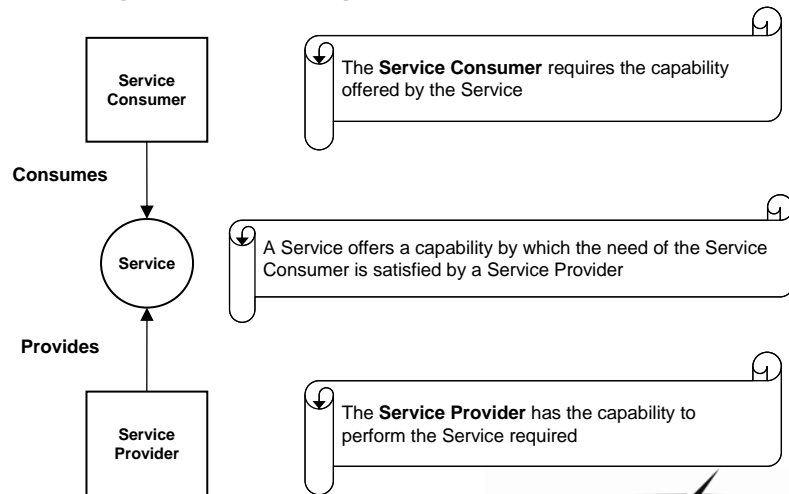 Service
Consumer
The Service Consumer requires the capability
offered by the Service
Consumes
Service
A Service offers a capability by which the need of the Service
Consumer is satisfied by a Service Provider
Provides
Service
Provider
The Service Provider has the capability to
perform the Service required